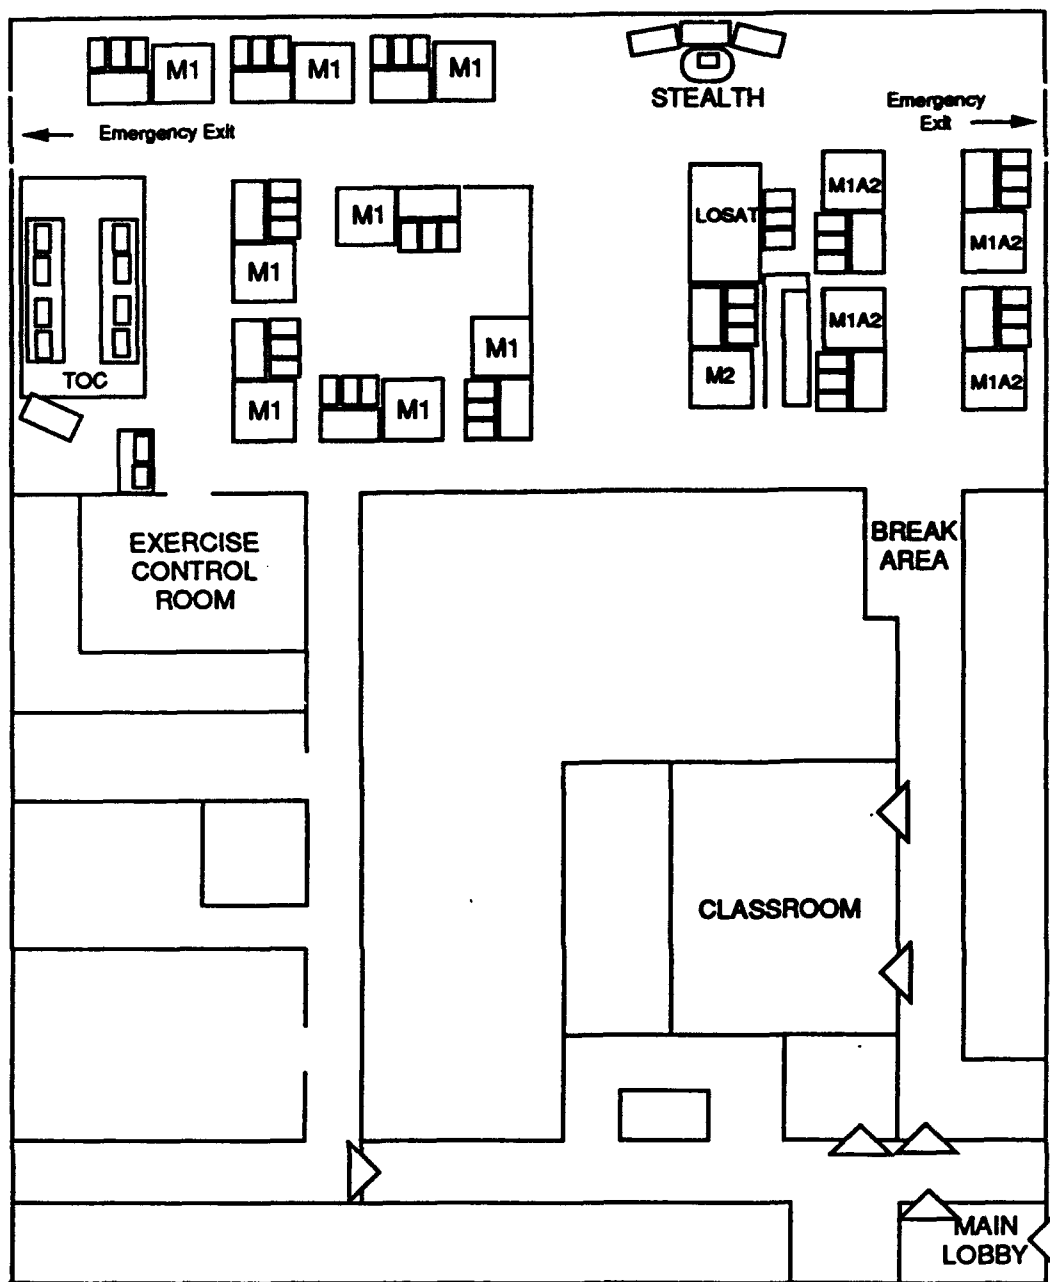 M1
M1
M1
STEALTH
Emergency Exit
Emergency
Exit
M1
M1
LOSAT
M1A2
M1A2
M1
M1A2
M1
M2
M1A2
TOC
M1
M1
EXERCISE
CONTROL
ROOM
BREAK
AREA
CLASSROOM
MAIN
LOBBY